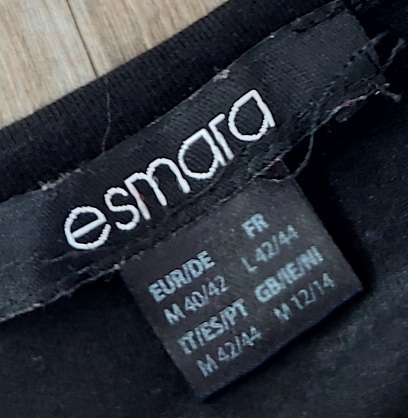 esmara
EUR/DE FR
M 40/42 L 42/44
IT/ES/PT GB/IE/NI
M 42/44 M 12/14